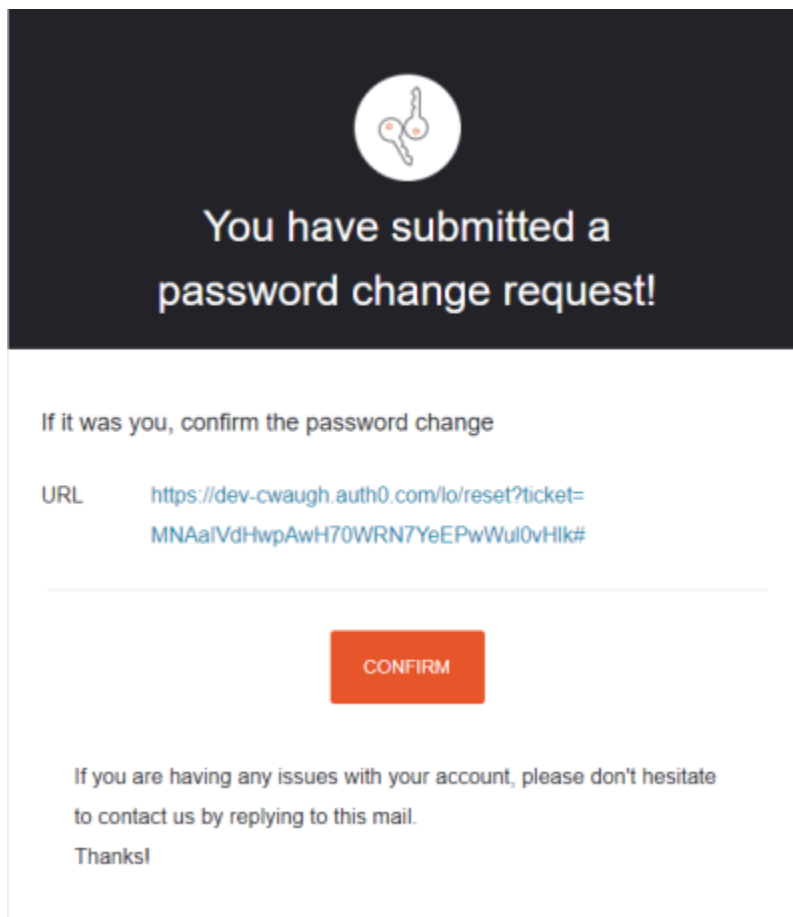 You have submitted a
password change request!
If it was you, confirm the password change
URL https://dev-cwaugh.auth0.com/lo/reset?ticket=
MNAalVdHwpAwH70WRN7YeEPwWul0vHlk#
CONFIRM
If you are having any issues with your account, please don't hesitate
to contact us by replying to this mail.
Thanks!